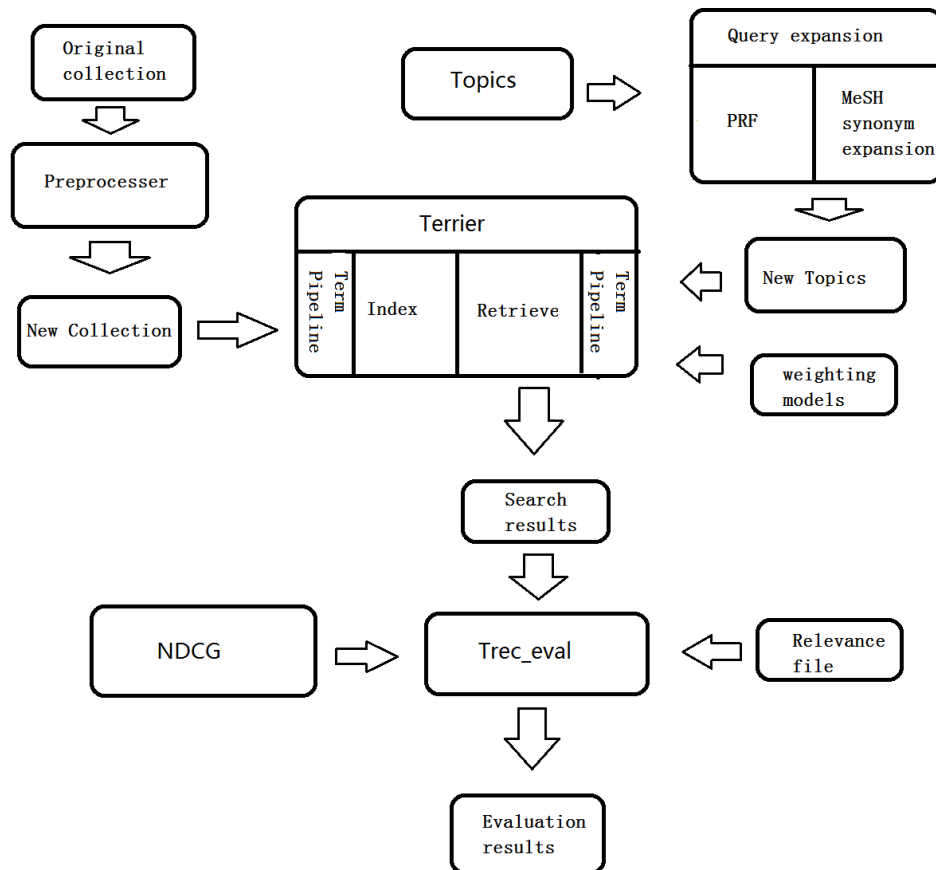 Original
collection
Topics
Query expansion
PRF
MeSH
synonym
expansion
Preprocesser
Terrier
Term
Pipeline
Index
Retrieve
Term
Pipeline
New Topics
New Collection
weighting
models
Search
results
NDCG
Trec_eval
Relevance
file
Evaluation
results